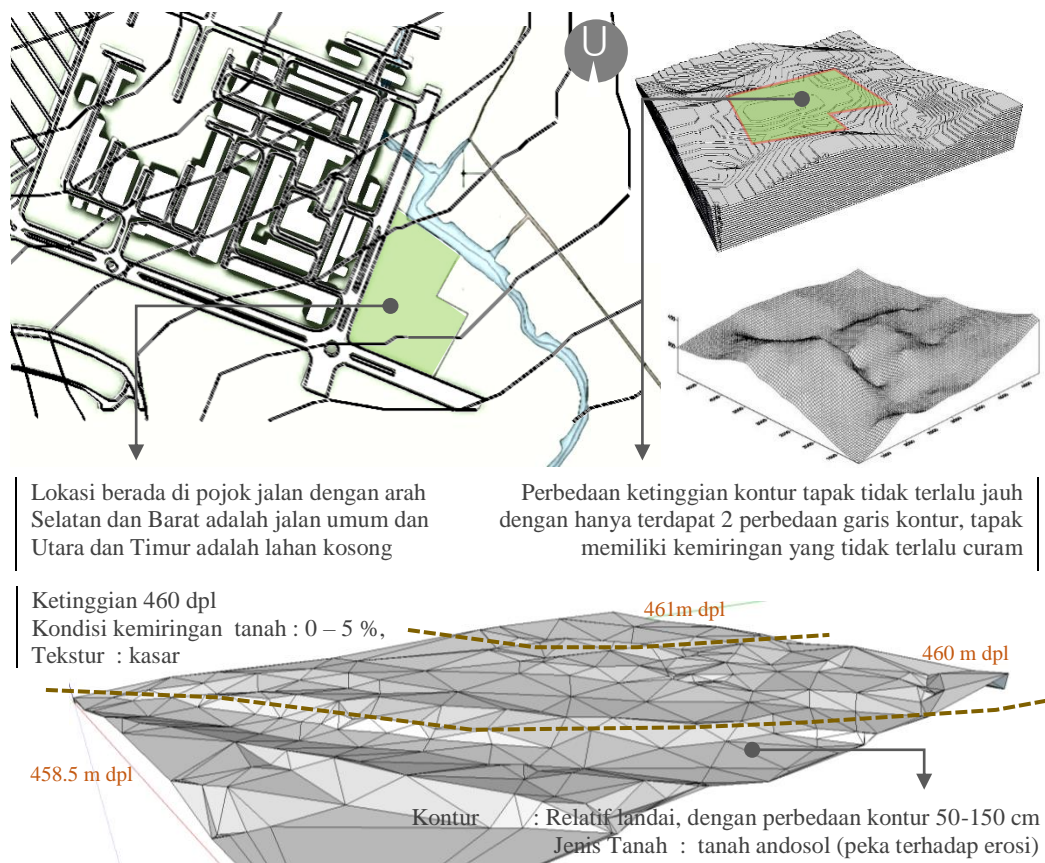 U
Lokasi berada di pojok jalan dengan arah
Selatan dan Barat adalah jalan umum dan
Utara dan Timur adalah lahan kosong
Perbedaan ketinggian kontur tapak tidak terlalu jauh
dengan hanya terdapat 2 perbedaan garis kontur, tapak
memiliki kemiringan yang tidak terlalu curam
Ketinggian 460 dpl
Kondisi kemiringan tanah : 0 – 5 %,
Tekstur : kasar
461m dpl
460 m dpl
458.5 m dpl
Kontur : Relatif landai, dengan perbedaan kontur 50-150 cm
Jenis Tanah : tanah andosol (peka terhadap erosi)